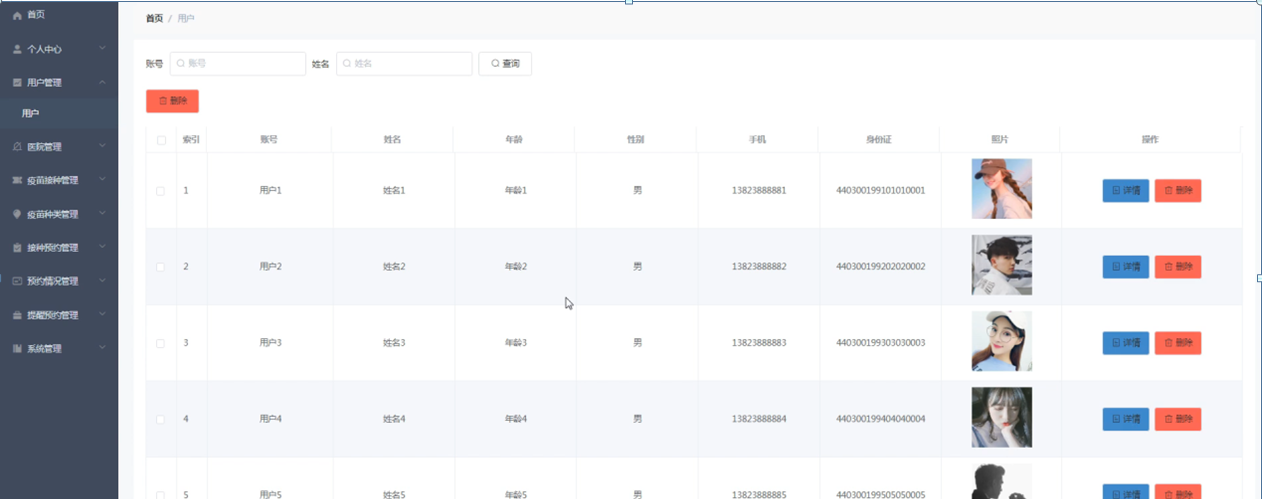 首页
个人中心
用户管理
用户
医院管理
疫苗接种管理
疫苗种类管理
接种预约管理
预约情况管理
提醒预约管理
系统管理
首页 / 用户
账号 账号 姓名 姓名 查询
删除
索引 账号 姓名 年龄 性别 手机 身份证 照片 操作
1 用户1 姓名1 年龄1 男 13823888881 440300199101010001 详情 删除
2 用户2 姓名2 年龄2 男 13823888882 440300199202020002 详情 删除
3 用户3 姓名3 年龄3 男 13823888883 440300199303030003 详情 删除
4 用户4 姓名4 年龄4 男 13823888884 440300199404040004 详情 删除
5 用户5 姓名5 年龄5 男 13823888885 440300199505050005 详情 删除